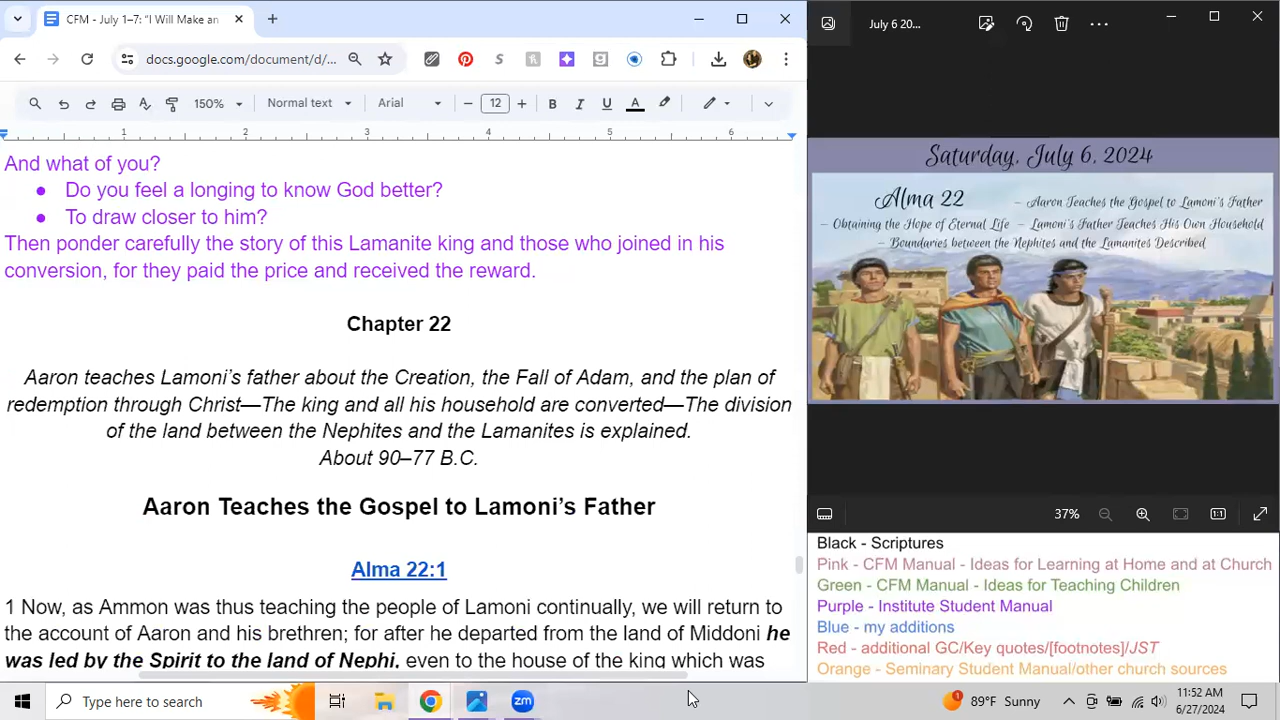 CFM - July 1–7: “I Will Make an
docs.google.com/document/d/...
150%
Normal text
Arial
12
1 2 3 4 5 6
And what of you?
● Do you feel a longing to know God better?
● To draw closer to him?
Then ponder carefully the story of this Lamanite king and those who joined in his
conversion, for they paid the price and received the reward.
Chapter 22
Aaron teaches Lamoni’s father about the Creation, the Fall of Adam, and the plan of
redemption through Christ—The king and all his household are converted—The division
of the land between the Nephites and the Lamanites is explained.
About 90–77 B.C.
Aaron Teaches the Gospel to Lamoni’s Father
Alma 22:1
1 Now, as Ammon was thus teaching the people of Lamoni continually, we will return to
the account of Aaron and his brethren; for after he departed from the land of Middoni he
was led by the Spirit to the land of Nephi, even to the house of the king which was
July 6 20...
Saturday, July 6, 2024
Alma 22 – Aaron Teaches the Gospel to Lamoni's Father
– Obtaining the Hope of Eternal Life – Lamoni's Father Teaches His Own Household
– Boundaries between the Nephites and the Lamanites Described
37%
1:1
Black - Scriptures
Pink - CFM Manual - Ideas for Learning at Home and at Church
Green - CFM Manual - Ideas for Teaching Children
Purple - Institute Student Manual
Blue - my additions
Red - additional GC/Key quotes/[footnotes]/JST
Orange - Seminary Student Manual/other church sources
Type here to search
zm
1
89°F Sunny
11:52 AM
6/27/2024